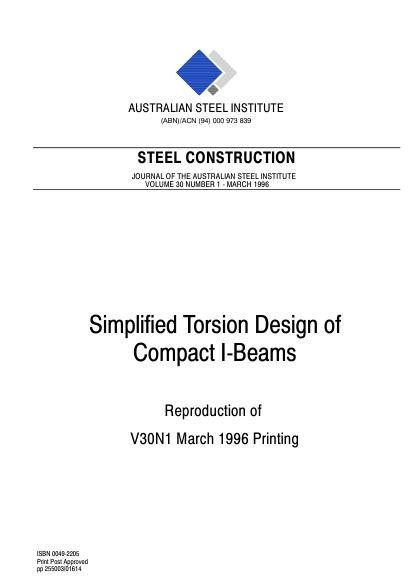 AUSTRALIAN STEEL INSTITUTE
(ABN)/ACN (94) 000 973 839
STEEL CONSTRUCTION
JOURNAL OF THE AUSTRALIAN STEEL INSTITUTE
VOLUME 30 NUMBER 1 - MARCH 1996
Simplified Torsion Design of
Compact I-Beams
Reproduction of
V30N1 March 1996 Printing
ISBN 0049-2205
Print Post Approved
pp 255003/01614